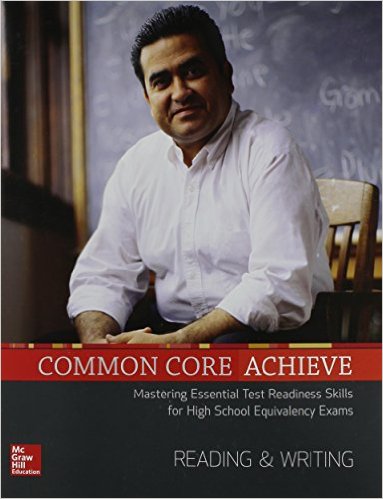 Gram
COMMON CORE ACHIEVE
Mastering Essential Test Readiness Skills
for High School Equivalency Exams
Mc
Graw
Hill
Education
READING & WRITING